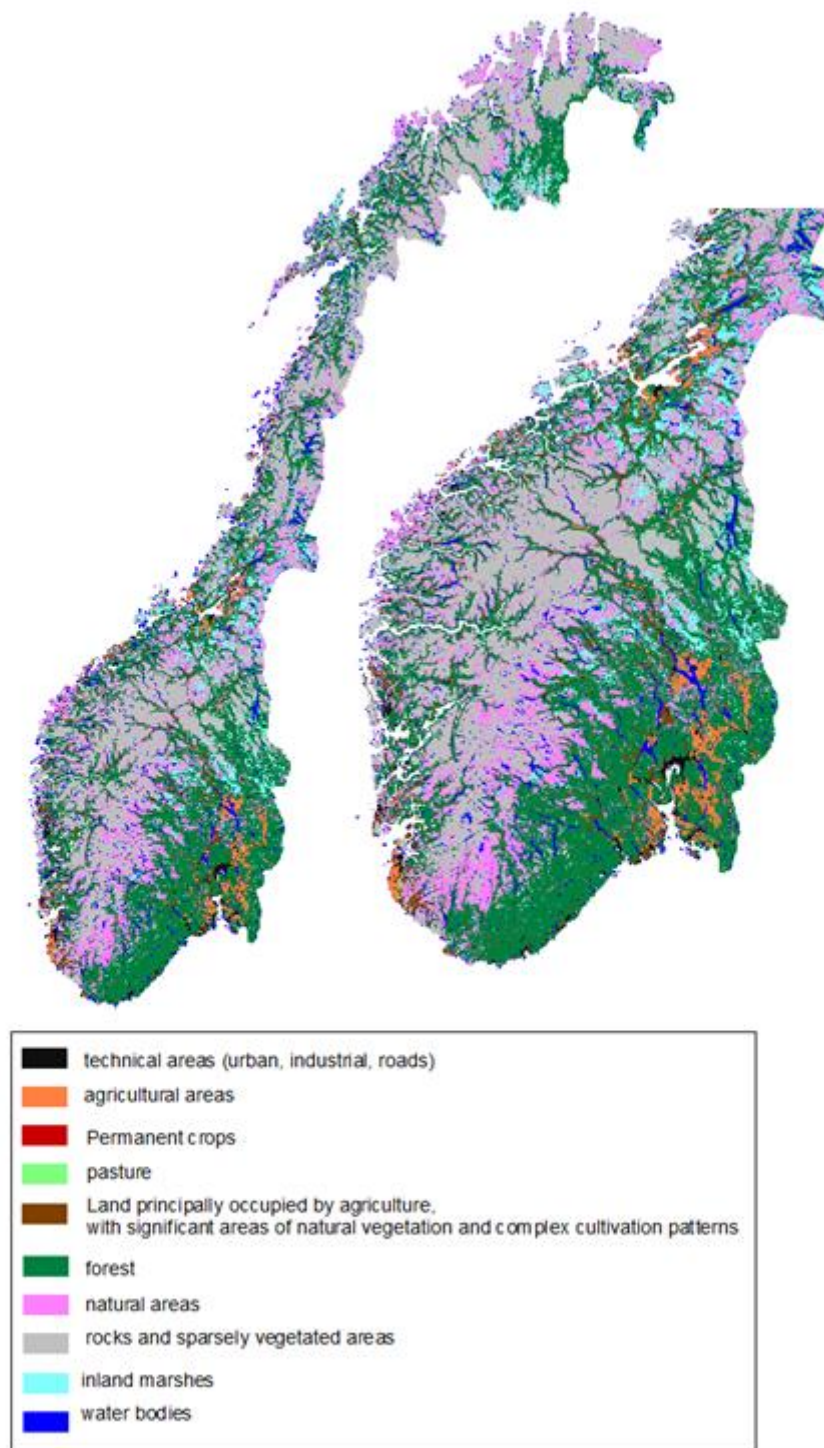 technical areas (urban, industrial, roads)
agricultural areas
Permanent crops
pasture
Land principally occupied by agriculture,
with significant areas of natural vegetation and complex cultivation patterns
forest
natural areas
rocks and sparsely vegetated areas
inland marshes
water bodies